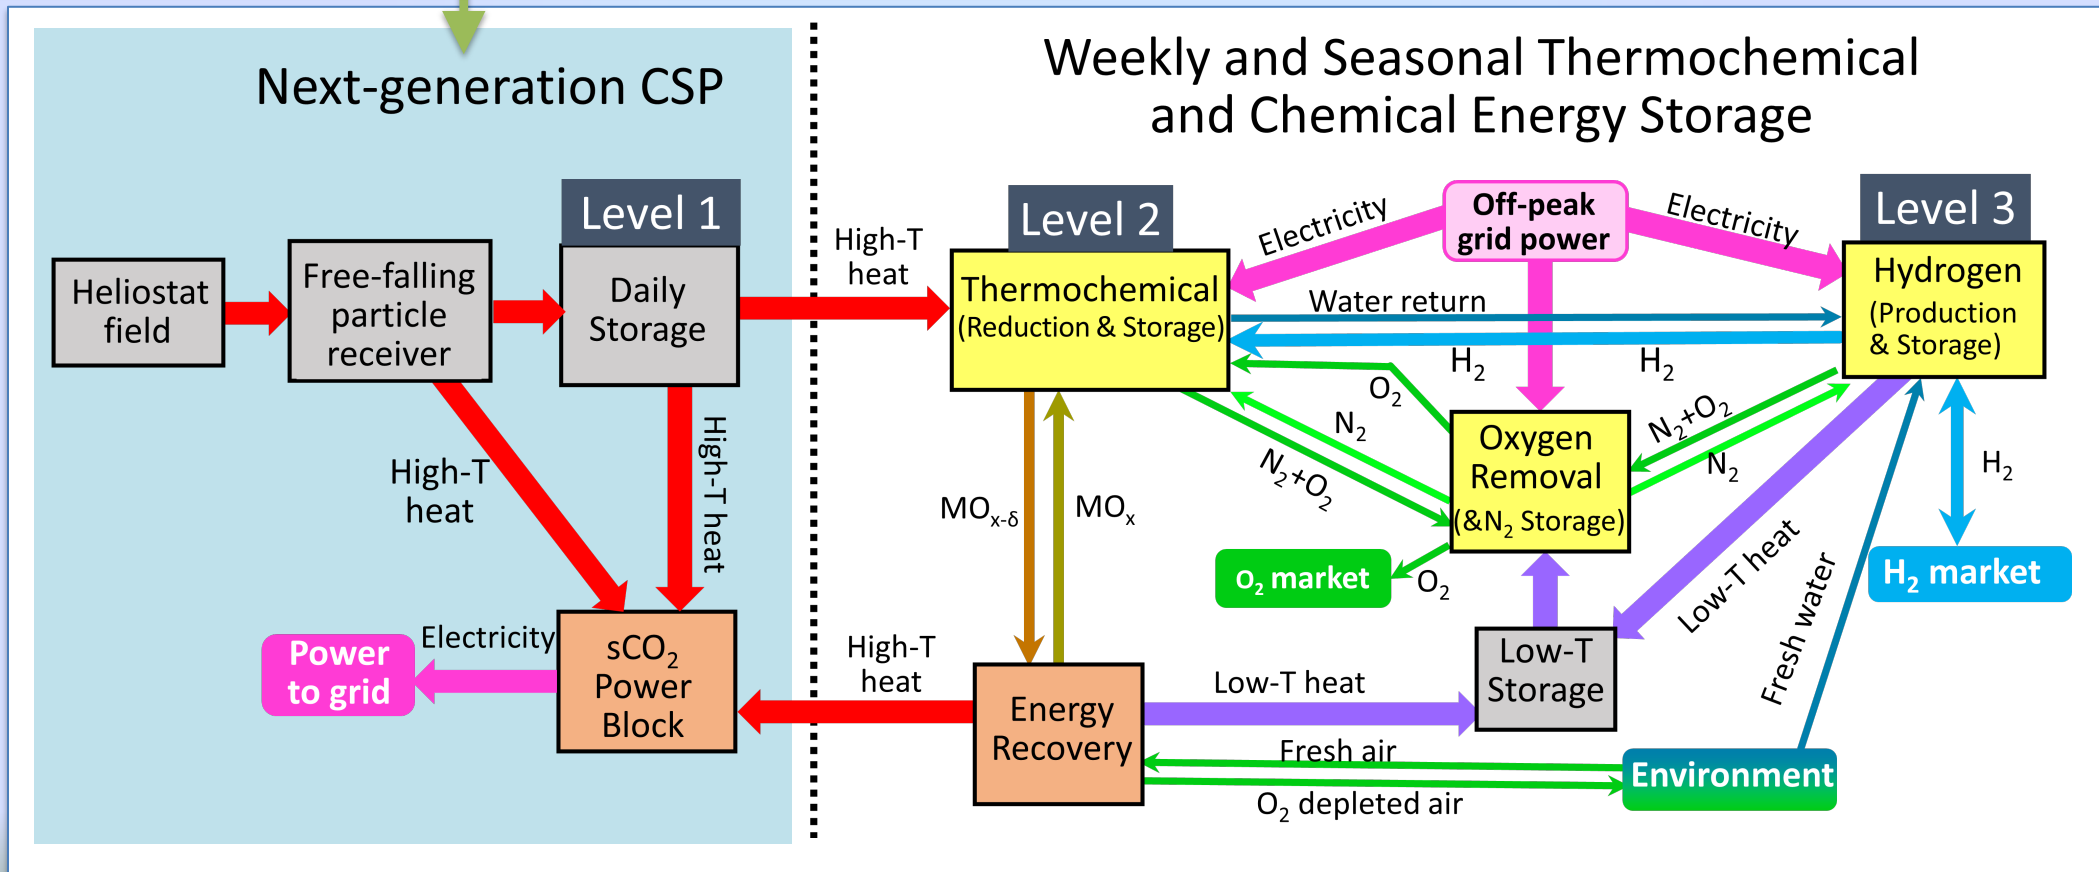 Next-generation CSP
Weekly and Seasonal Thermochemical
and Chemical Energy Storage
Level 1
Heliostat
field
Free-falling
particle
receiver
Daily
Storage
High-T
heat
High-T
heat
High-T heat
sCO₂
Power
Block
Electricity
Power
to grid
Level 2
Thermochemical
(Reduction & Storage)
Electricity
Off-peak
grid power
Electricity
Level 3
Hydrogen
(Production
& Storage)
Water return
H₂
H₂
O₂
N₂
N₂+O₂
Oxygen
Removal
(&N₂ Storage)
N₂+O₂
N₂
H₂
H₂ market
O₂ market
O₂
MOₓ₋δ
MOₓ
High-T
heat
Energy
Recovery
Low-T heat
Low-T
Storage
Low-T heat
Fresh water
Fresh air
O₂ depleted air
Environment